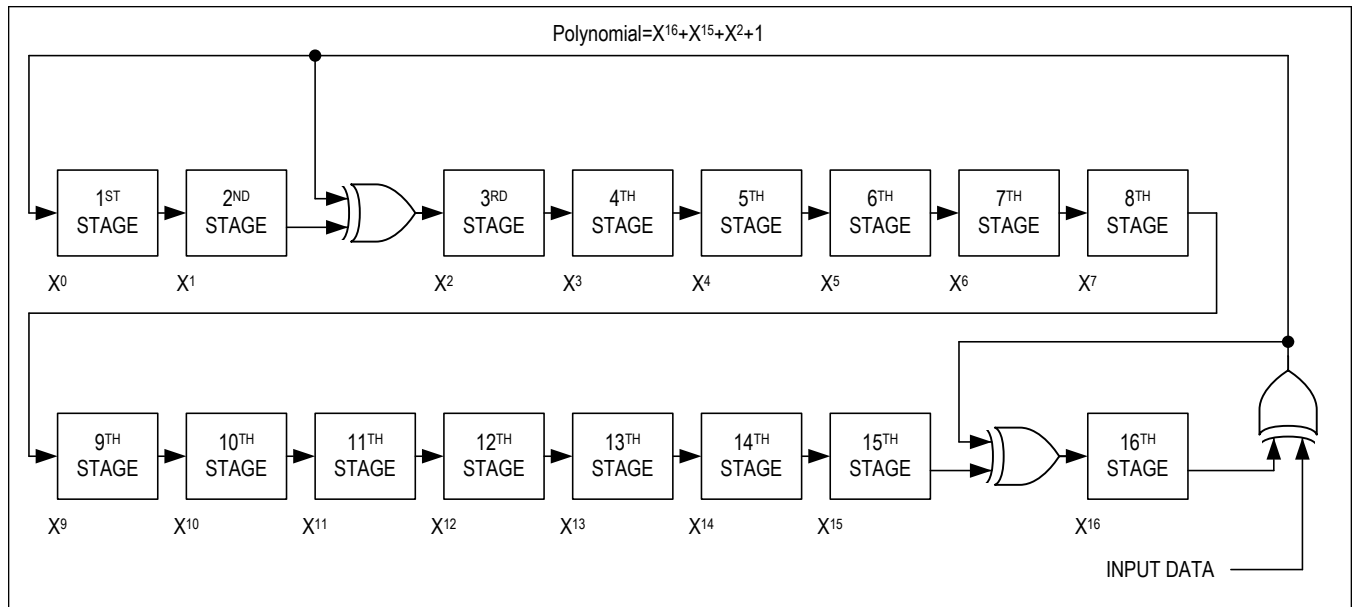 Polynomial=X¹⁶+X¹⁵+X²+1
1ST STAGE
2ND STAGE
3RD STAGE
4TH STAGE
5TH STAGE
6TH STAGE
7TH STAGE
8TH STAGE
X⁰ X¹ X² X³ X⁴ X⁵ X⁶ X⁷
9TH STAGE
10TH STAGE
11TH STAGE
12TH STAGE
13TH STAGE
14TH STAGE
15TH STAGE
16TH STAGE
X⁹ X¹⁰ X¹¹ X¹² X¹³ X¹⁴ X¹⁵ X¹⁶
INPUT DATA